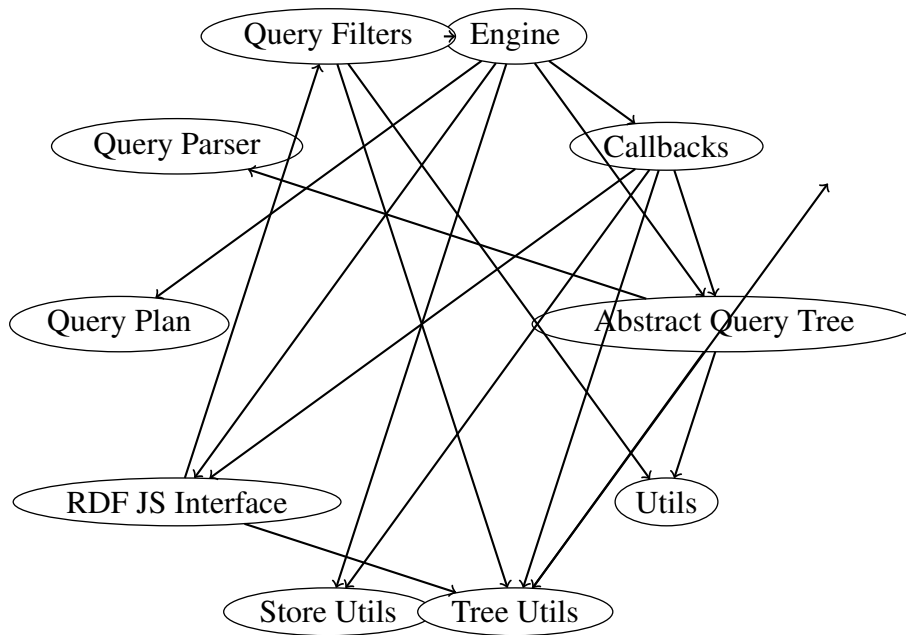 Query Filters
Engine
Query Parser
Callbacks
Query Plan
Abstract Query Tree
RDF JS Interface
Utils
Store Utils
Tree Utils